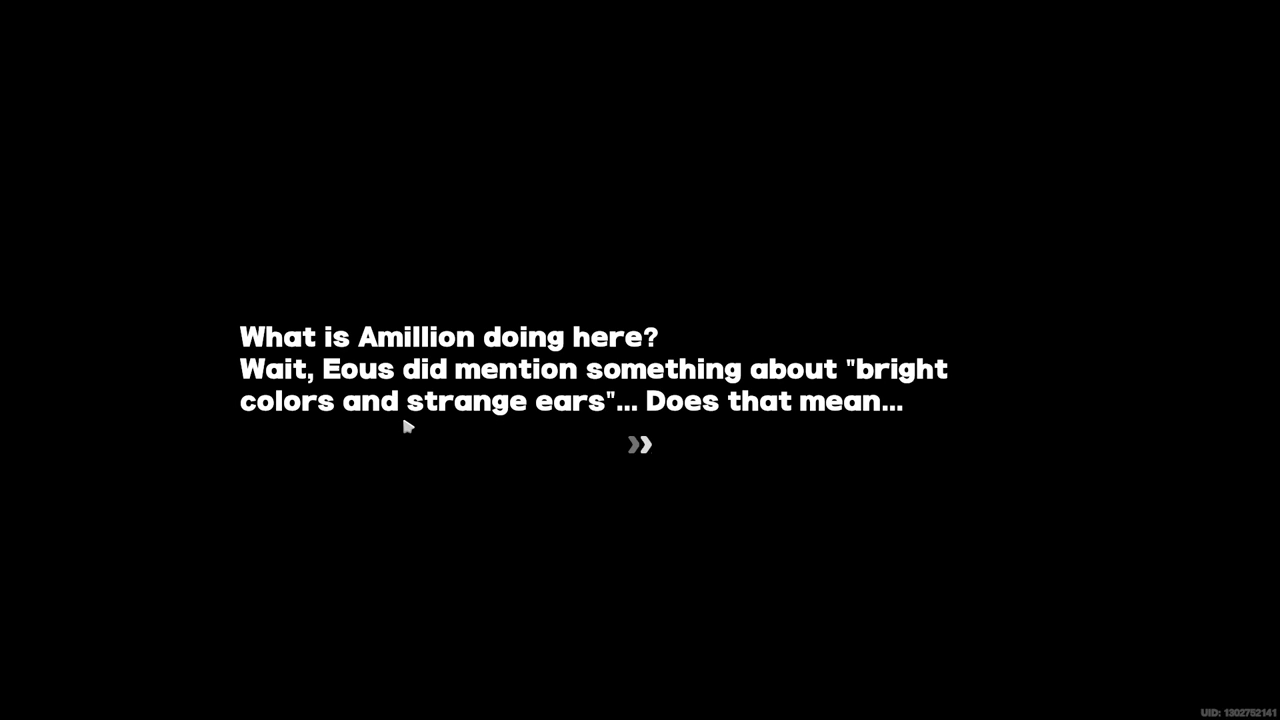 What is Amillion doing here?
Wait, Eous did mention something about "bright
colors and strange ears"... Does that mean...
UID: 1302752141